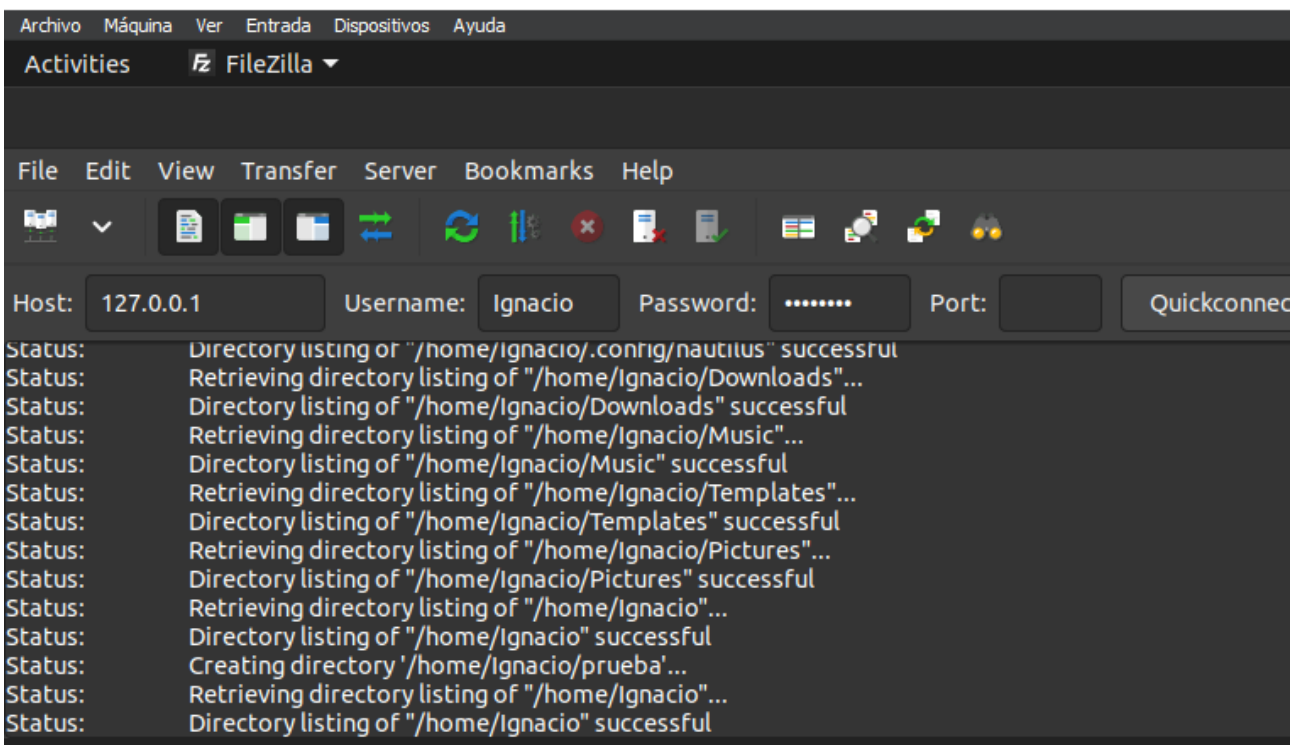 Archivo Máquina Ver Entrada Dispositivos Ayuda
Activities Fz FileZilla
File Edit View Transfer Server Bookmarks Help
Host: 127.0.0.1 Username: Ignacio Password: •••••••• Port: Quickconnec
Status: Directory listing of "/home/Ignacio/.config/nautilus" successful
Status: Retrieving directory listing of "/home/Ignacio/Downloads"...
Status: Directory listing of "/home/Ignacio/Downloads" successful
Status: Retrieving directory listing of "/home/Ignacio/Music"...
Status: Directory listing of "/home/Ignacio/Music" successful
Status: Retrieving directory listing of "/home/Ignacio/Templates"...
Status: Directory listing of "/home/Ignacio/Templates" successful
Status: Retrieving directory listing of "/home/Ignacio/Pictures"...
Status: Directory listing of "/home/Ignacio/Pictures" successful
Status: Retrieving directory listing of "/home/Ignacio"...
Status: Directory listing of "/home/Ignacio" successful
Status: Creating directory '/home/Ignacio/prueba'...
Status: Retrieving directory listing of "/home/Ignacio"...
Status: Directory listing of "/home/Ignacio" successful